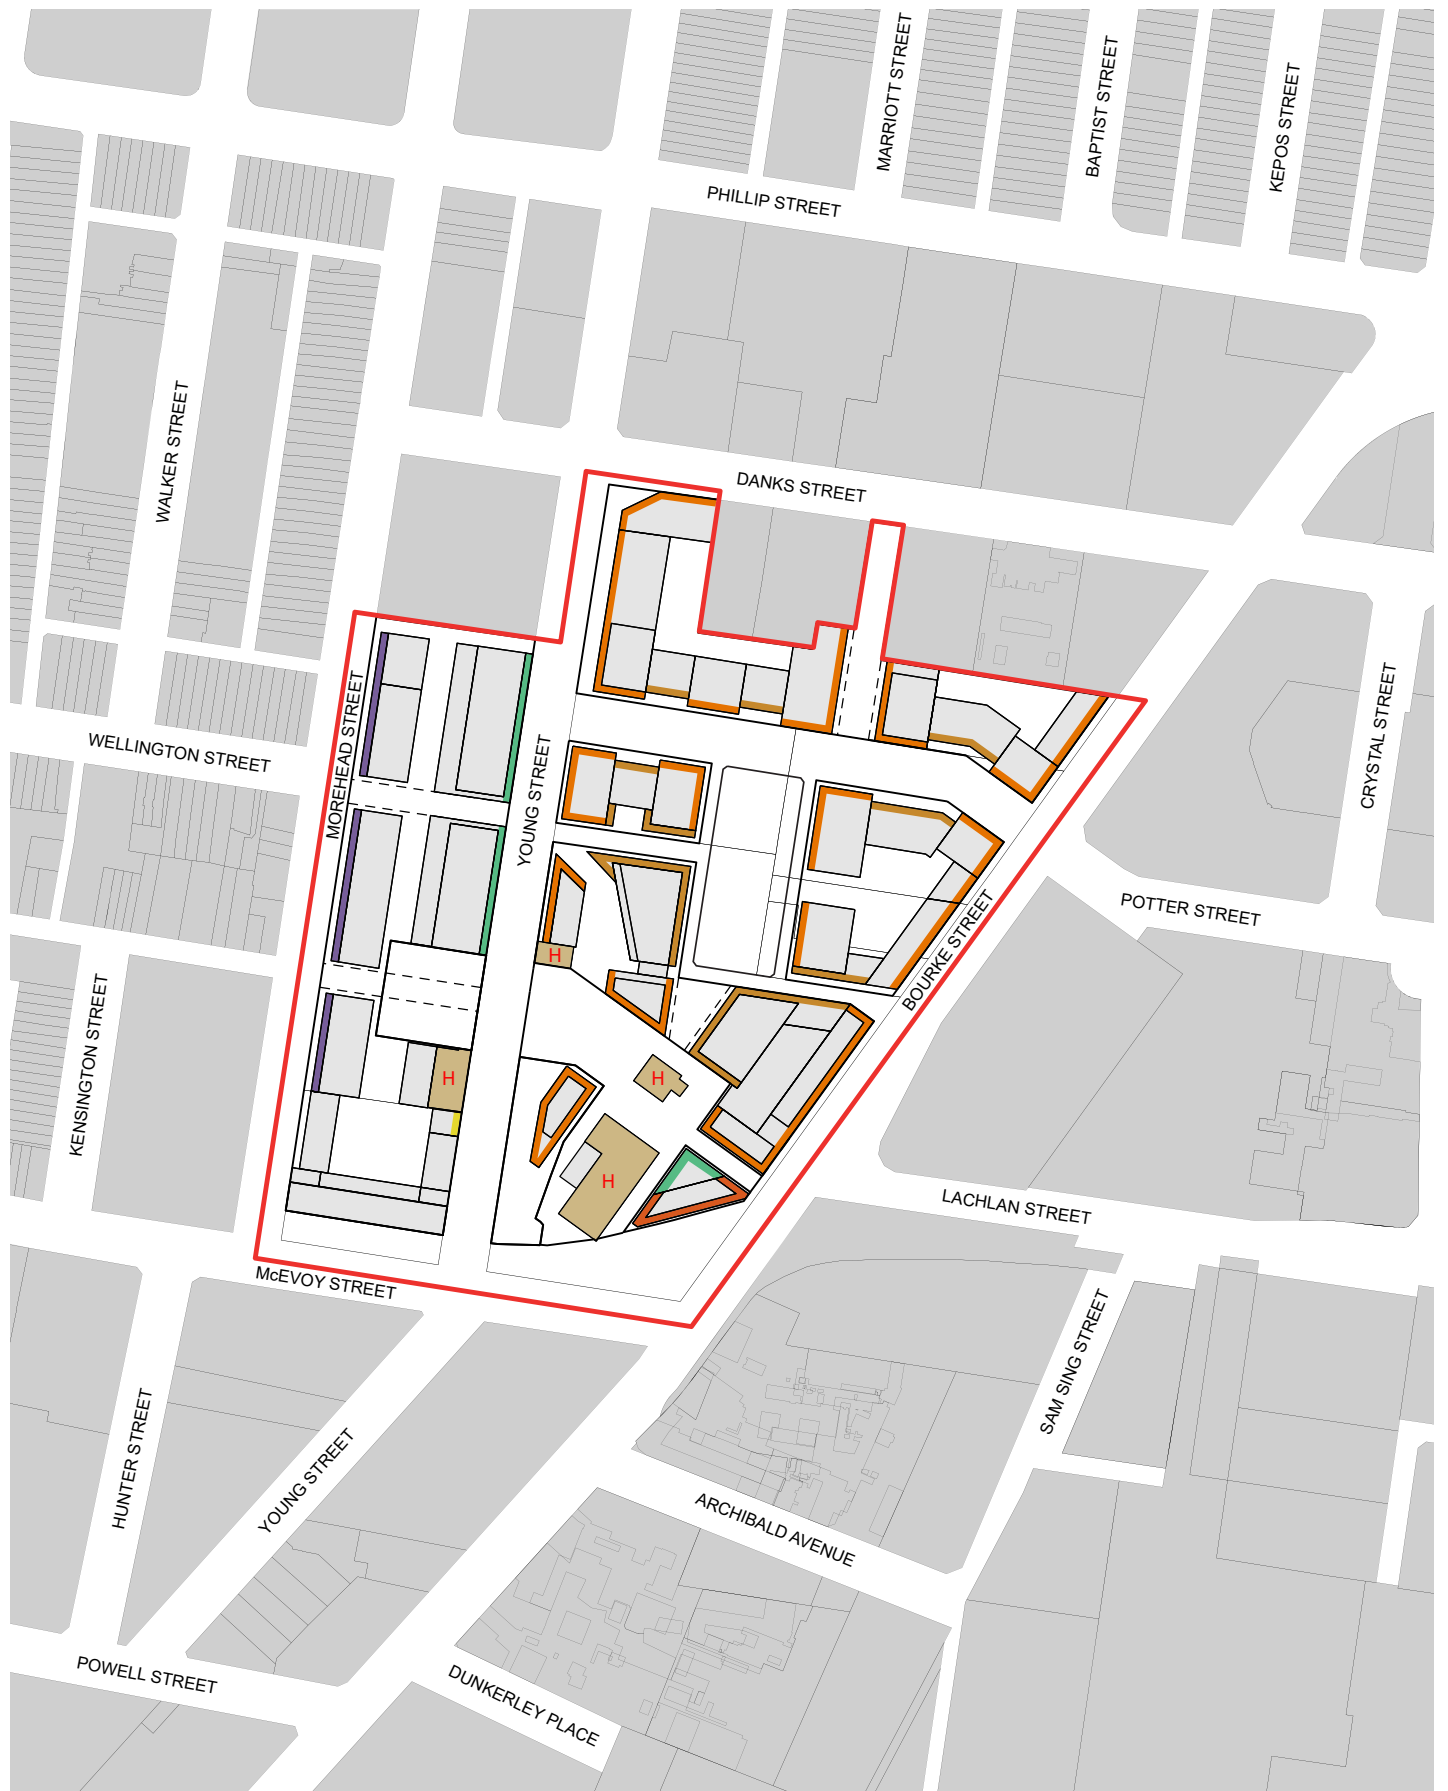 MARRIOTT STREET
BAPTIST STREET
KEPOS STREET
PHILLIP STREET
WALKER STREET
DANKS STREET
CRYSTAL STREET
MOREHEAD STREET
WELLINGTON STREET
YOUNG STREET
POTTER STREET
BOURKE STREET
H
KENSINGTON STREET
H
H
H
LACHLAN STREET
McEVOY STREET
SAM SING STREET
HUNTER STREET
YOUNG STREET
ARCHIBALD AVENUE
POWELL STREET
DUNKERLEY PLACE